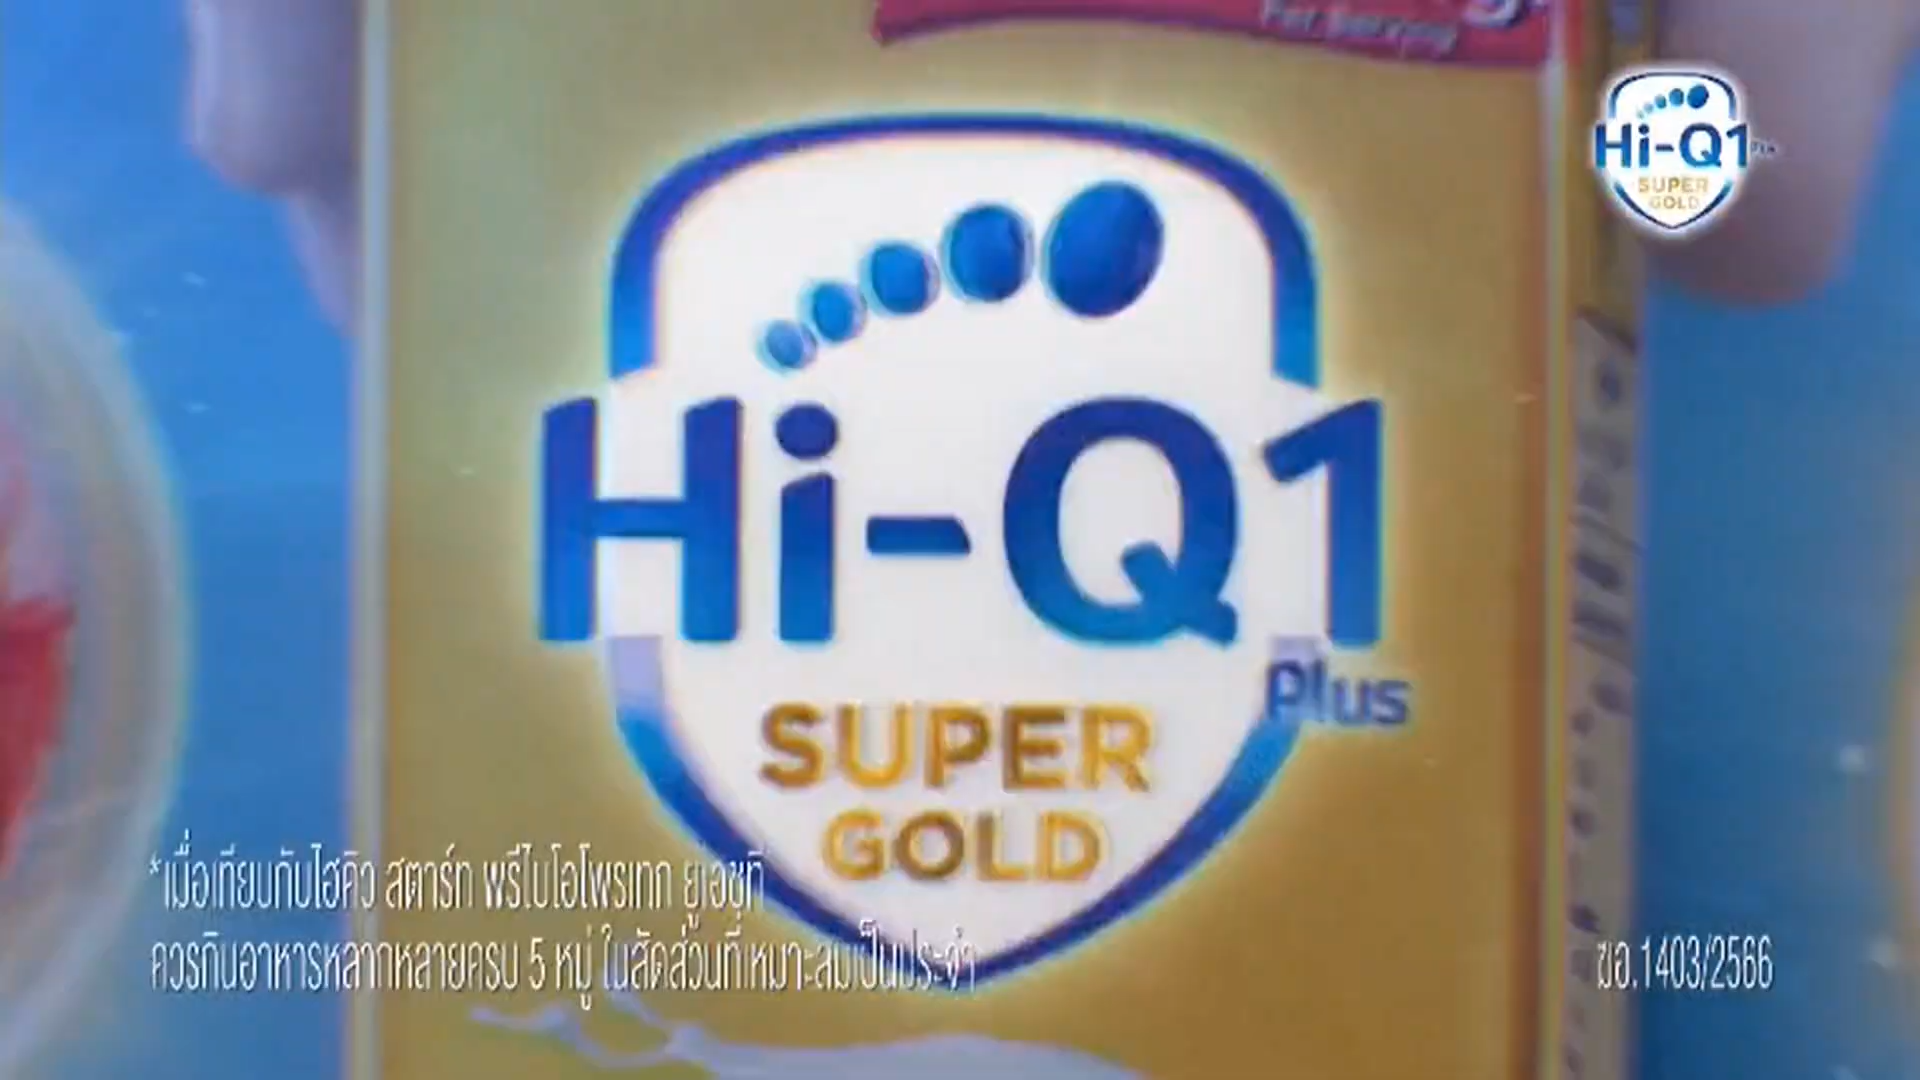 Per Serving
Hi-Q1
Plus
SUPER
GOLD
Hi-Q1
Plus
SUPER
GOLD
*เมื่อเทียบกับไฮคิว สตาร์ท พรีไบโอโพรเทก ยูเอชที
ควรกินอาหารหลากหลายครบ 5 หมู่ ในสัดส่วนที่เหมาะสมเป็นประจำ
ฆอ.1403/2566